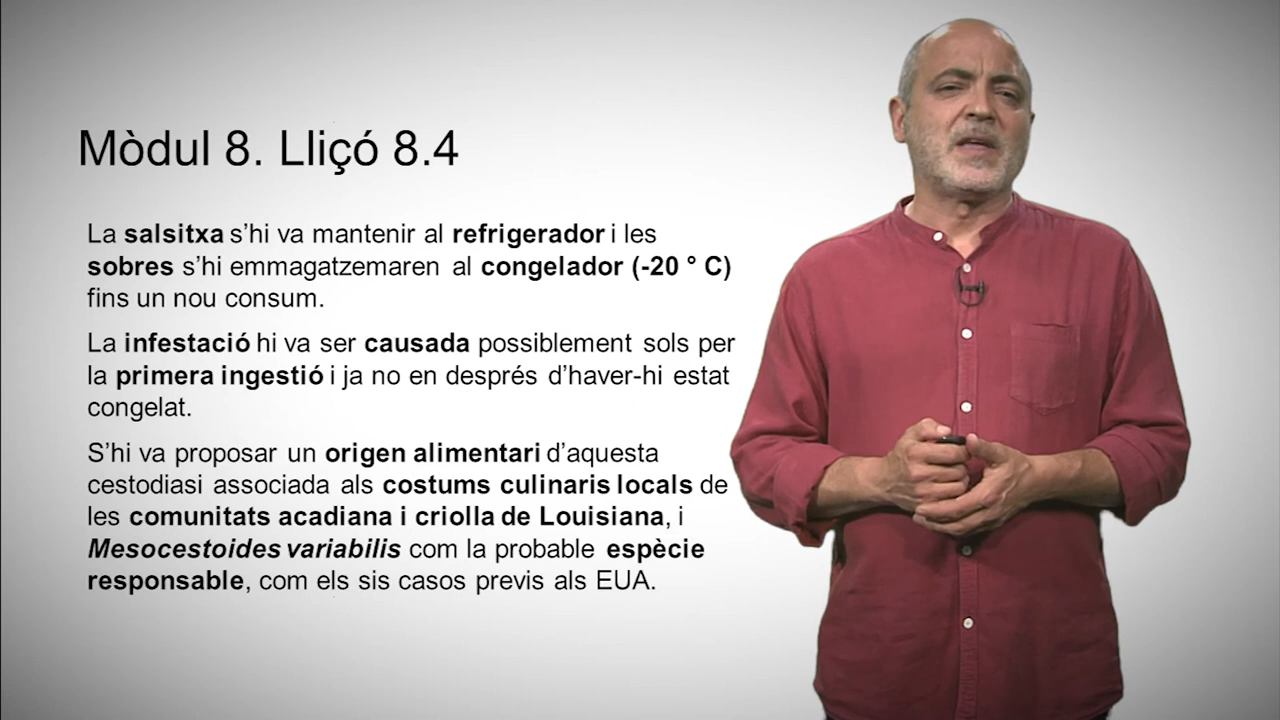 Mòdul 8. Lliçó 8.4
La salsitxa s’hi va mantenir al refrigerador i les
sobres s’hi emmagatzemaren al congelador (-20 ° C)
fins un nou consum.
La infestació hi va ser causada possiblement sols per
la primera ingestió i ja no en després d’haver-hi estat
congelat.
S’hi va proposar un origen alimentari d’aquesta
cestodiasi associada als costums culinaris locals de
les comunitats acadiana i criolla de Louisiana, i
Mesocestoides variabilis com la probable espècie
responsable, com els sis casos previs als EUA.